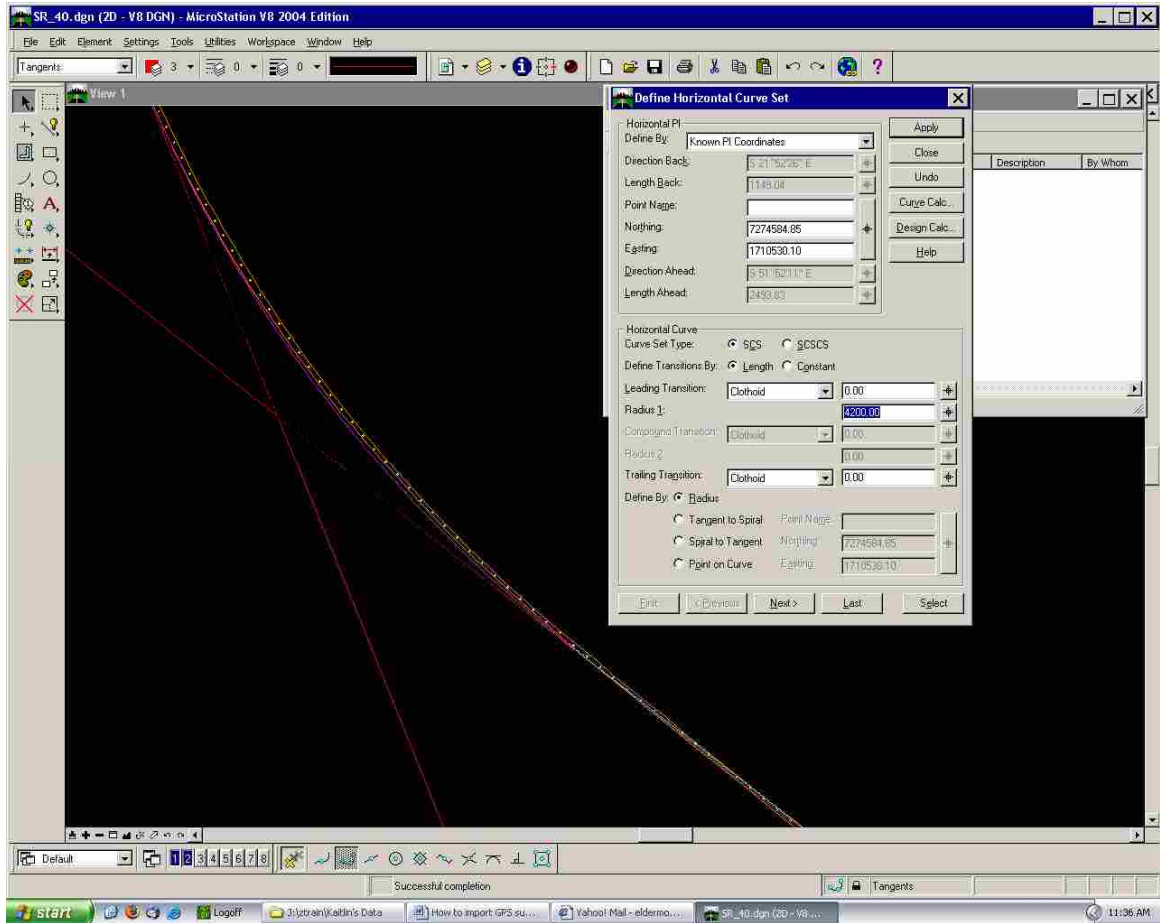 SR_40.dgn (2D - V8 DGN) - MicroStation V8 2004 Edition
File Edit Element Settings Tools Utilities Workspace Window Help
Tangents 3 0 0
View 1
Define Horizontal Curve Set
Horizontal PI
Define By: Known PI Coordinates
Direction Back:
Length Back: 1149.04
Point Name:
Northing: 7274584.85
Easting: 1710530.10
Direction Ahead:
Length Ahead: 2493.83
Apply
Close
Undo
Curve Calc...
Design Calc...
Help
Description By Whom
Horizontal Curve
Curve Set Type: SCS SCSCS
Define Transitions By: Length Constant
Leading Transition: Clothoid 0.00
Radius 1: 4200.00
Compound Transition: Clothoid 0.00
Radius 2: 0.00
Trailing Transition: Clothoid 0.00
Define By: Radius
Tangent to Spiral Point Name:
Spiral to Tangent Northing: 7274584.85
Point on Curve Easting: 1710530.10
First < Previous Next > Last Select
Default 1 2 3 4 5 6 7 8
Successful completion Tangents
start Logoff J:\ztrain\Kaitlin's Data How to import GPS su... Yahoo! Mail - eldermo... SR_40.dgn (2D - V8 ... 11:36 AM